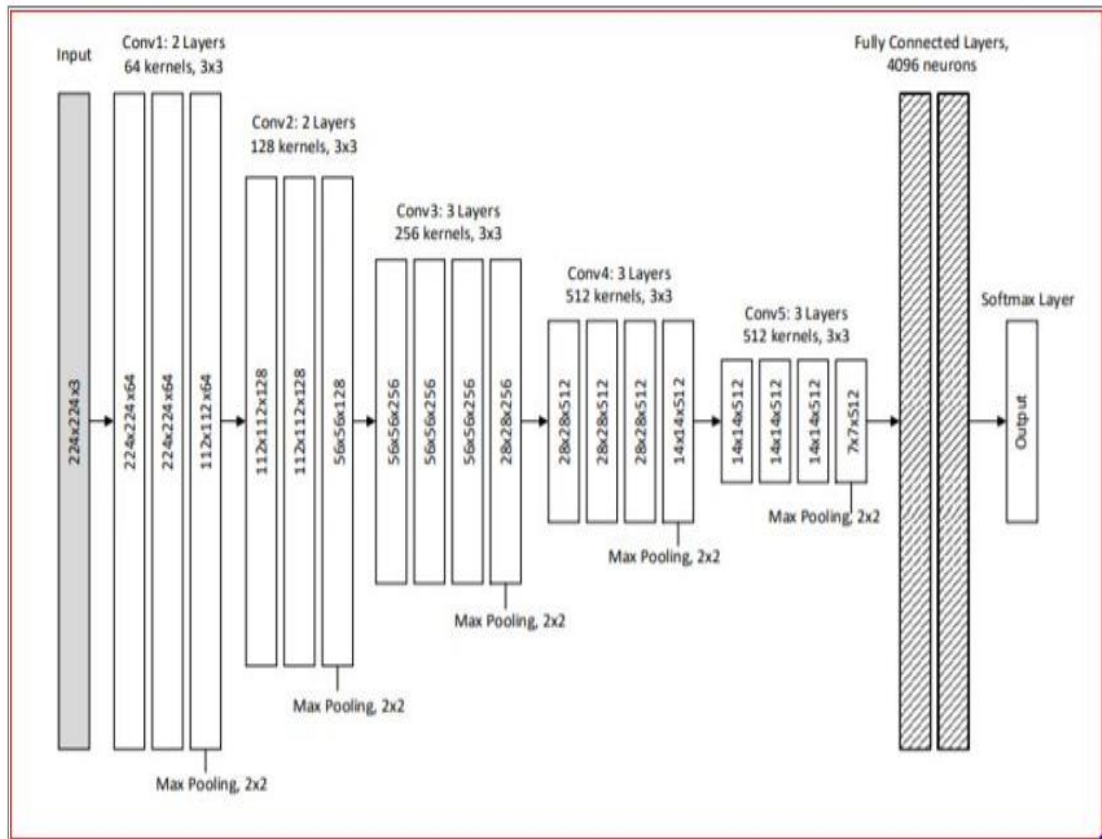 Input
Conv1: 2 Layers
64 kernels, 3x3
Conv2: 2 Layers
128 kernels, 3x3
Conv3: 3 Layers
256 kernels, 3x3
Conv4: 3 Layers
512 kernels, 3x3
Conv5: 3 Layers
512 kernels, 3x3
Fully Connected Layers,
4096 neurons
Softmax Layer
224x224x3
224x224x64
224x224x64
112x112x64
112x112x128
112x112x128
56x56x128
56x56x256
56x56x256
56x56x256
28x28x256
28x28x512
28x28x512
28x28x512
14x14x512
14x14x512
14x14x512
14x14x512
7x7x512
Output
Max Pooling, 2x2
Max Pooling, 2x2
Max Pooling, 2x2
Max Pooling, 2x2
Max Pooling, 2x2